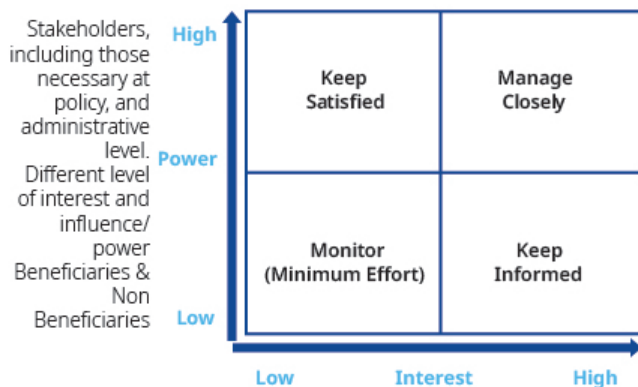 Stakeholders,
including those
necessary at
policy, and
administrative
level.
Different level
of interest and
influence/
power
Beneficiaries &
Non
Beneficiaries
High
Power
Low
Keep
Satisfied
Manage
Closely
Monitor
(Minimum Effort)
Keep
Informed
Low
Interest
High